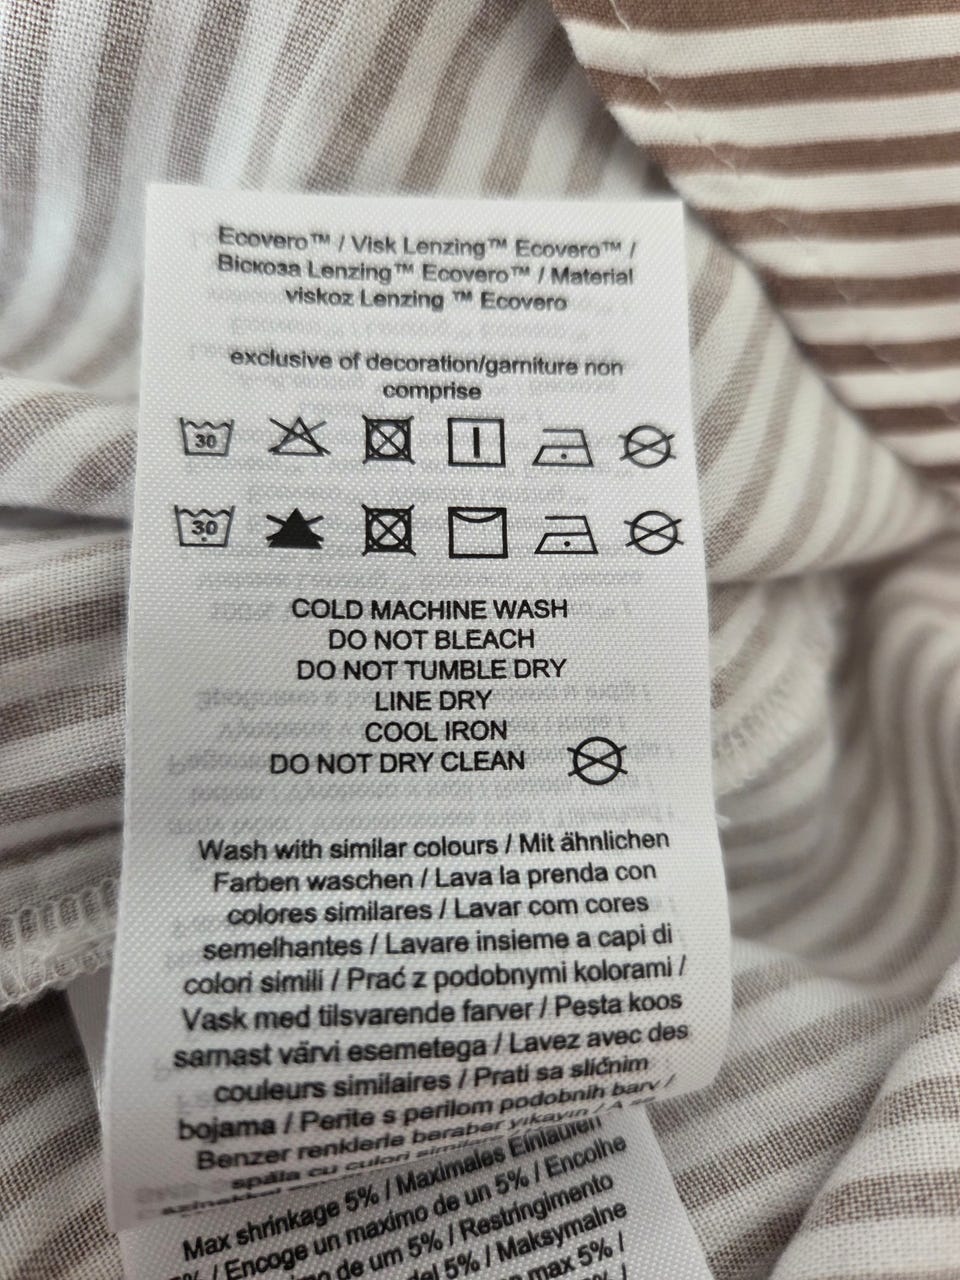 Ecovero™ / Visk Lenzing™ Ecovero™ /
Віскоза Lenzing™ Ecovero™ / Material
viskoz Lenzing ™ Ecovero
exclusive of decoration/garniture non
comprise
30
30
COLD MACHINE WASH
DO NOT BLEACH
DO NOT TUMBLE DRY
LINE DRY
COOL IRON
DO NOT DRY CLEAN
Wash with similar colours / Mit ähnlichen
Farben waschen / Lava la prenda con
colores similares / Lavar com cores
semelhantes / Lavare insieme a capi di
colori simili / Prać z podobnymi kolorami /
Vask med tilsvarende farver / Pesta koos
sarnast värvi esemetega / Lavez avec des
couleurs similaires / Prati sa sličnim
bojama / Perite s perilom podobnih barv /
Benzer renklerle beraber yıkayın / A se
spăla cu culori similare
Max shrinkage 5% / Maximales Einlaufen
% / Encoge un maximo de un 5% / Encolhe
de um 5% / Restringimento
5% / Maksymalne
max 5% /